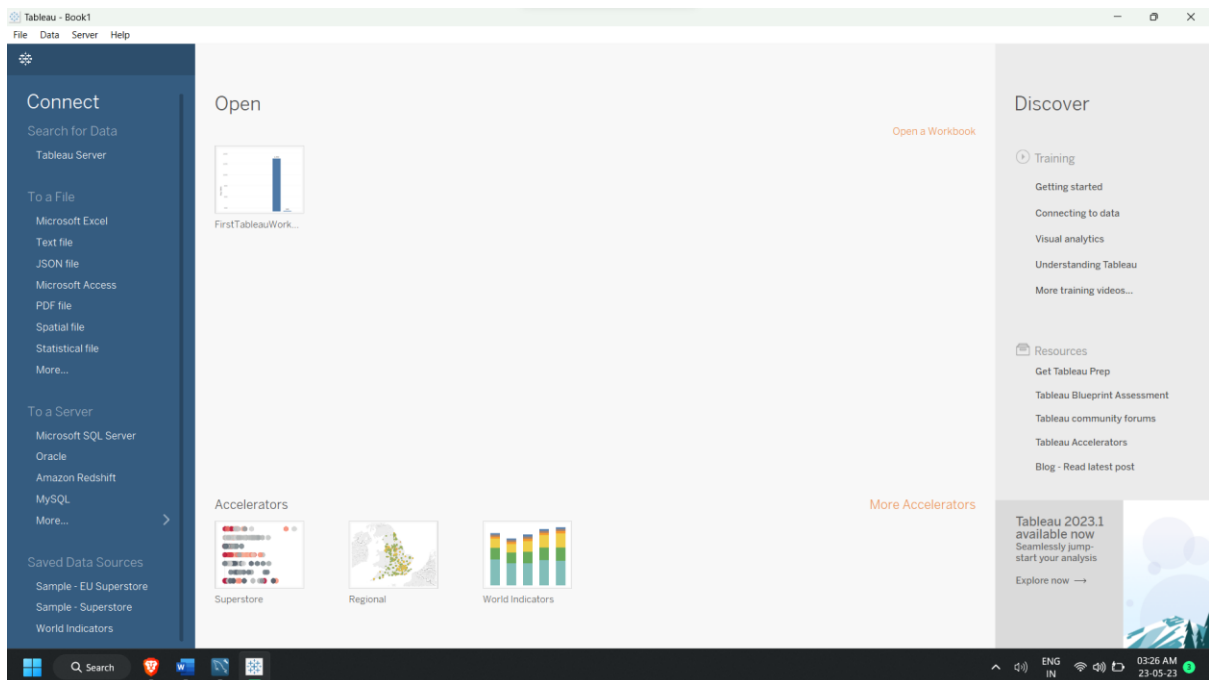 Tableau - Book1
File Data Server Help
Connect
Search for Data
Tableau Server
To a File
Microsoft Excel
Text file
JSON file
Microsoft Access
PDF file
Spatial file
Statistical file
More...
To a Server
Microsoft SQL Server
Oracle
Amazon Redshift
MySQL
More...
Saved Data Sources
Sample - EU Superstore
Sample - Superstore
World Indicators
Open
Open a Workbook
FirstTableauWork...
Accelerators
More Accelerators
Superstore
Regional
World Indicators
Discover
Training
Getting started
Connecting to data
Visual analytics
Understanding Tableau
More training videos...
Resources
Get Tableau Prep
Tableau Blueprint Assessment
Tableau community forums
Tableau Accelerators
Blog - Read latest post
Tableau 2023.1
available now
Seamlessly jump-
start your analysis
Explore now →
Search
ENG
IN
03:26 AM
23-05-23
3